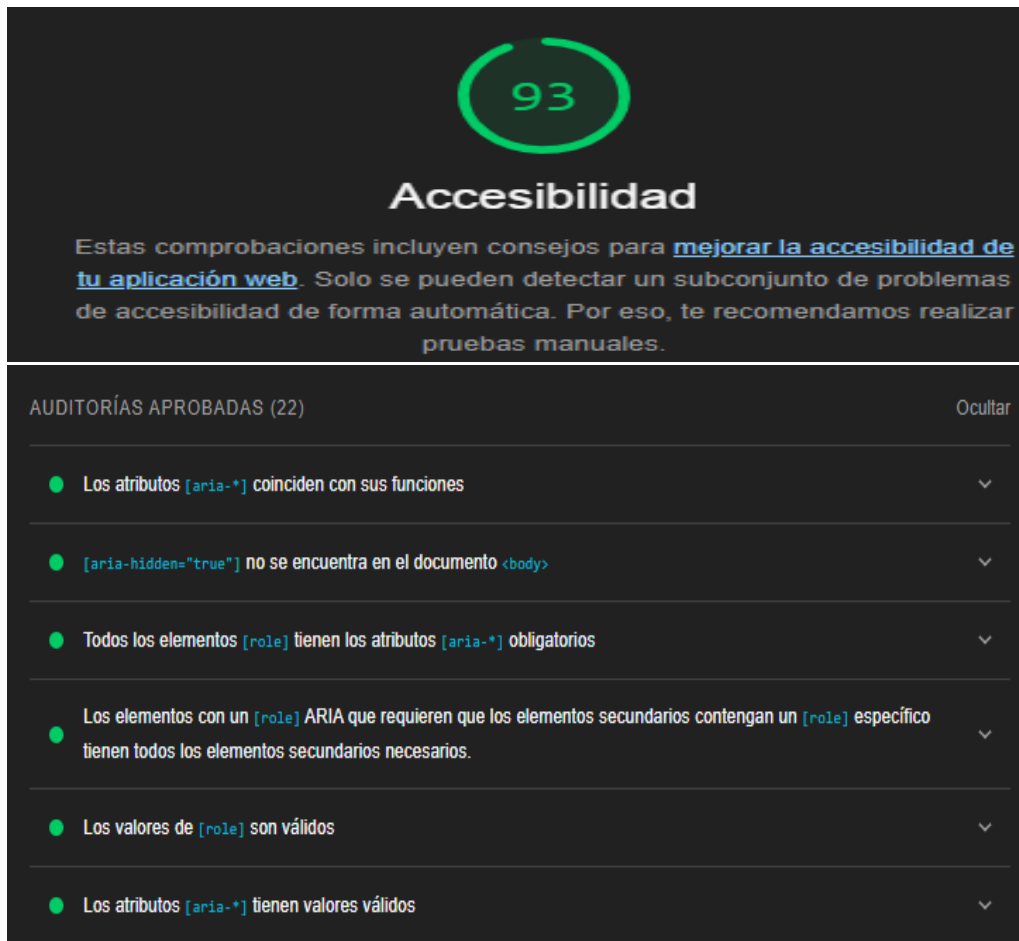 93
Accesibilidad
Estas comprobaciones incluyen consejos para mejorar la accesibilidad de
tu aplicación web. Solo se pueden detectar un subconjunto de problemas
de accesibilidad de forma automática. Por eso, te recomendamos realizar
pruebas manuales.
AUDITORÍAS APROBADAS (22) Ocultar
Los atributos [aria-*] coinciden con sus funciones
[aria-hidden="true"] no se encuentra en el documento <body>
Todos los elementos [role] tienen los atributos [aria-*] obligatorios
Los elementos con un [role] ARIA que requieren que los elementos secundarios contengan un [role] específico
tienen todos los elementos secundarios necesarios.
Los valores de [role] son válidos
Los atributos [aria-*] tienen valores válidos